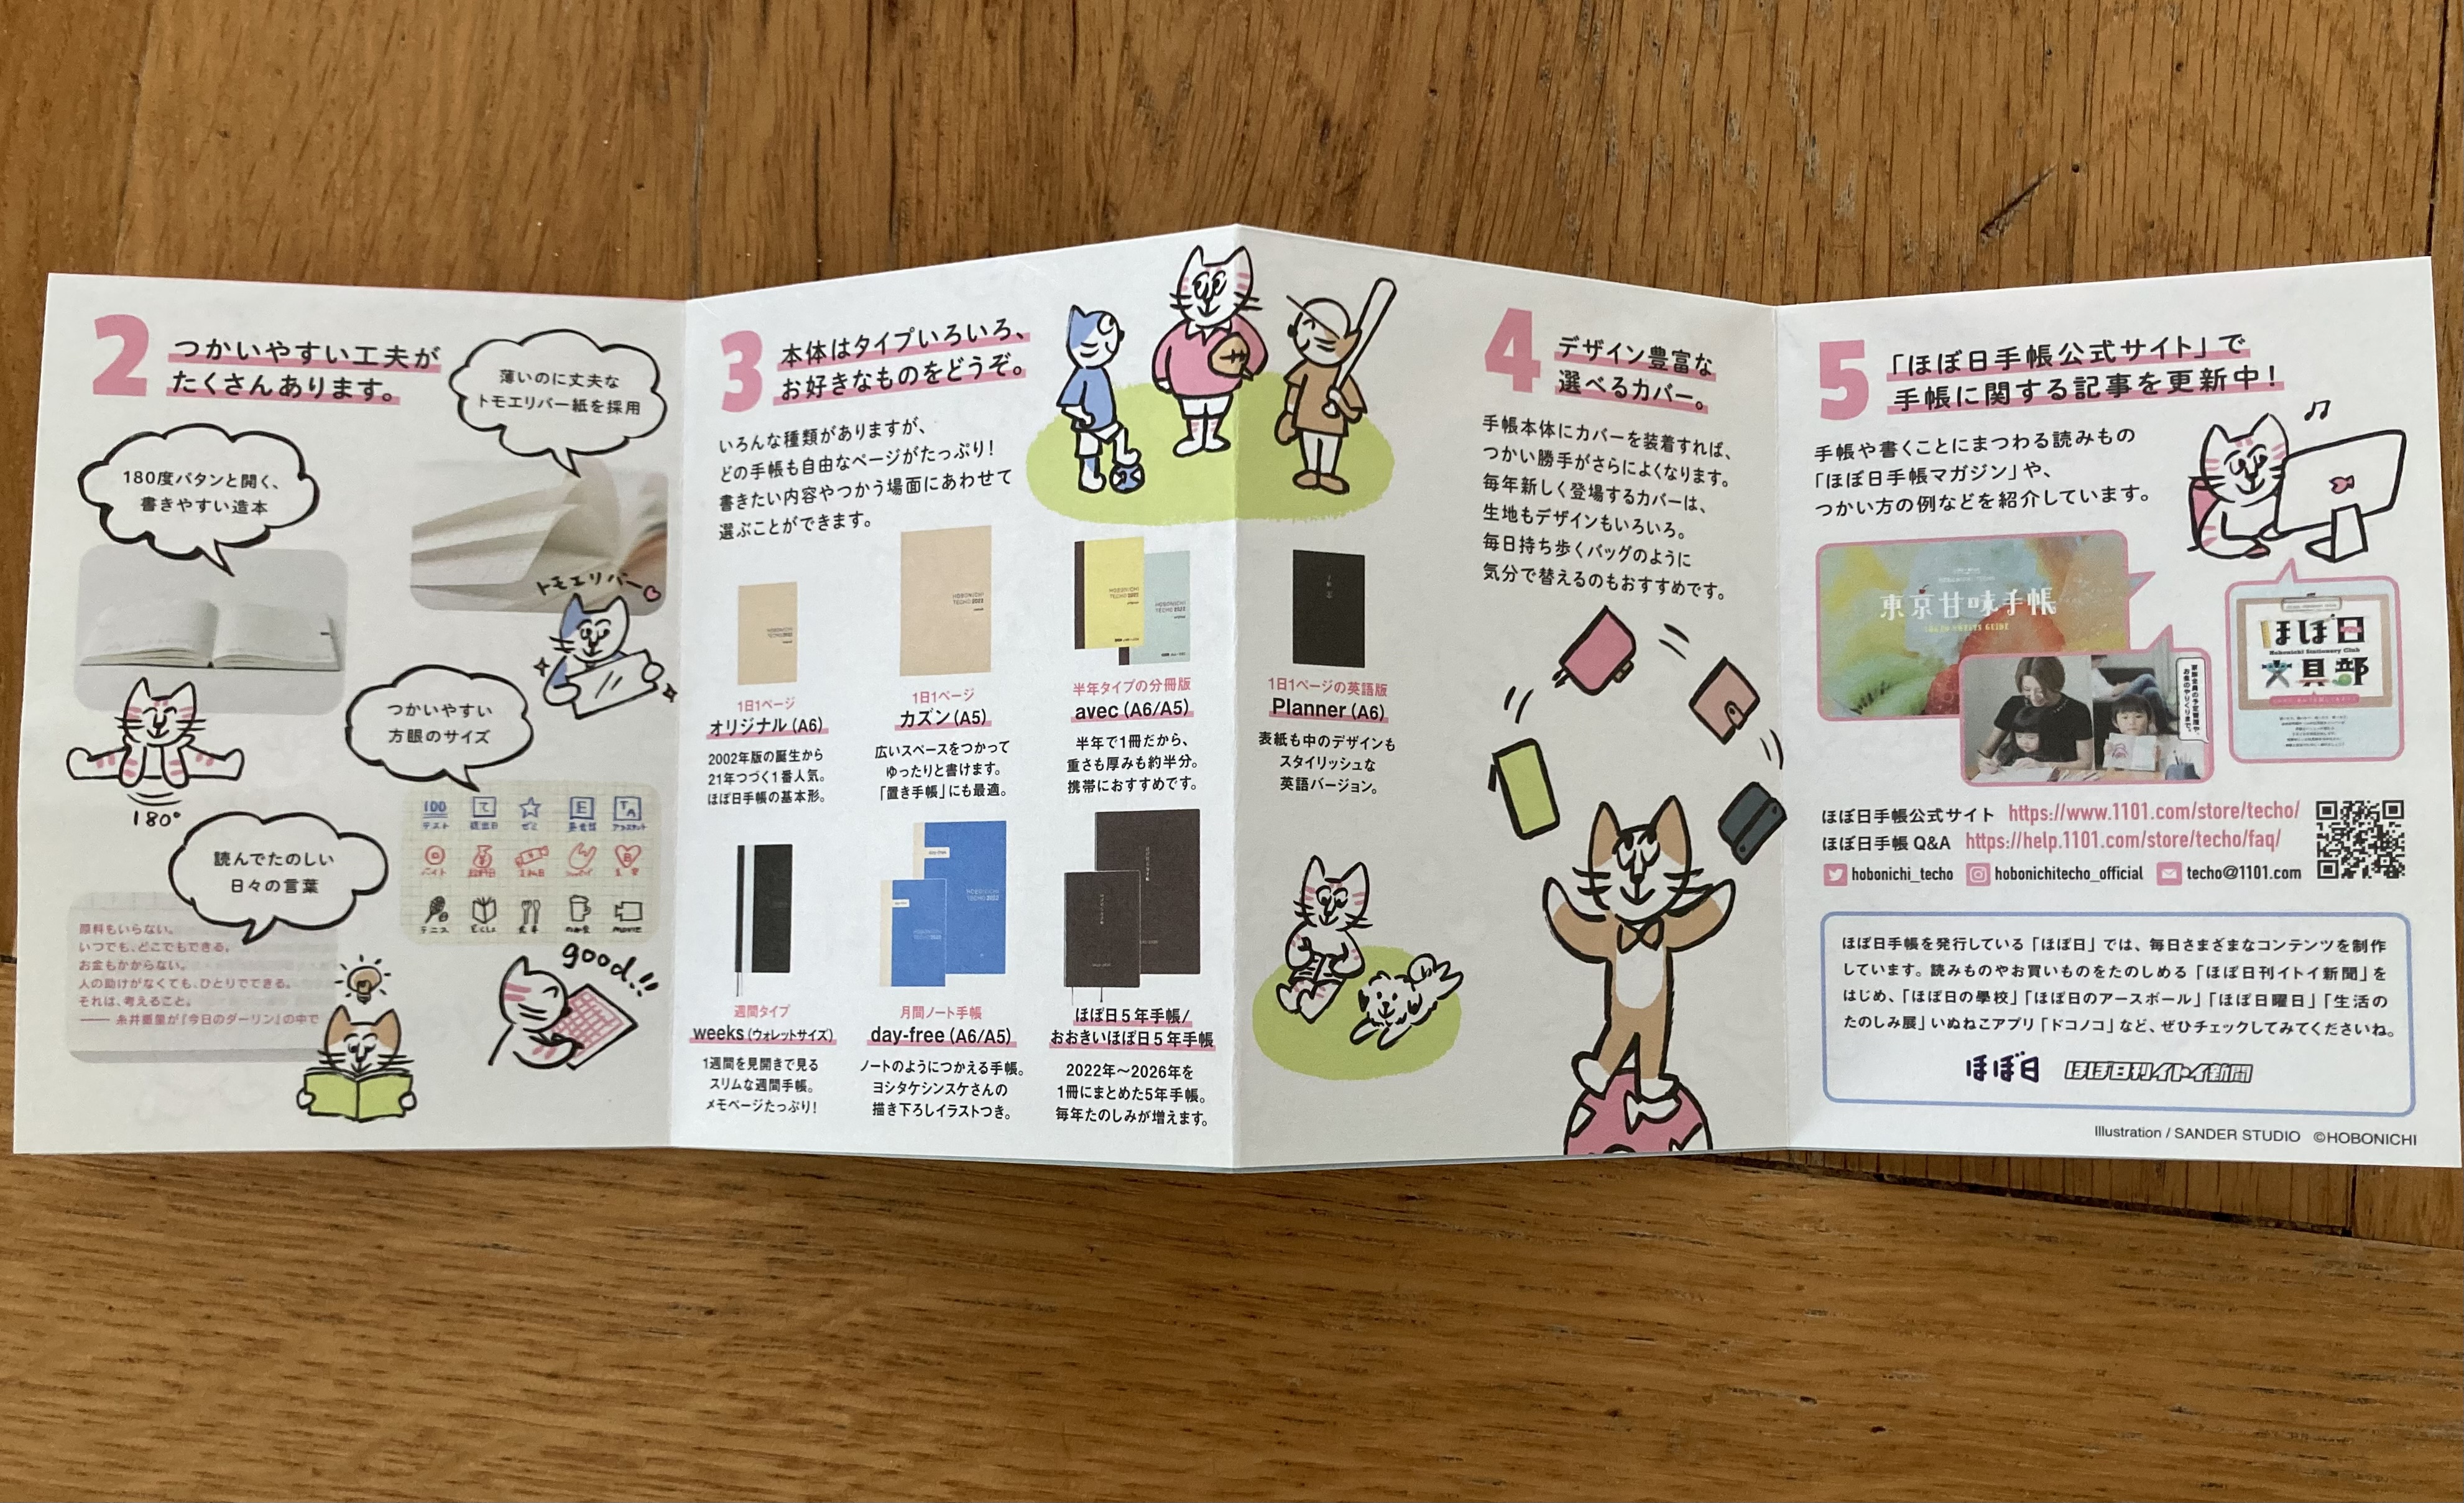 2
つかいやすい工夫が
たくさんあります。
薄いのに丈夫な
トモエリバー紙を採用
180度パタンと開く、
書きやすい造本
トモエリバー
180°
つかいやすい
方眼のサイズ
100
テスト
ゼミ
E
バイト
テニス
MOVIE
good!!
読んでたのしい
日々の言葉
原料もいらない。
いつでも、どこでもできる。
お金もかからない。
人の助けがなくても、ひとりでできる。
それは、考えること。
── 糸井重里が『今日のダーリン』の中で
3
本体はタイプいろいろ、
お好きなものをどうぞ。
いろんな種類がありますが、
どの手帳も自由なページがたっぷり！
書きたい内容やつかう場面にあわせて
選ぶことができます。
1日1ページ
オリジナル（A6）
2002年版の誕生から
21年つづく1番人気。
ほぼ日手帳の基本形。
HOBONICHI
TECHO 2022
1日1ページ
カズン（A5）
広いスペースをつかって
ゆったりと書けます。
「置き手帳」にも最適。
HOBONICHI
TECHO 2022
半年タイプの分冊版
avec（A6/A5）
半年で1冊だから、
重さも厚みも約半分。
携帯におすすめです。
1日1ページの英語版
Planner（A6）
表紙も中のデザインも
スタイリッシュな
英語バージョン。
週間タイプ
weeks（ウォレットサイズ）
1週間を見開きで見る
スリムな週間手帳。
メモページたっぷり！
day-free
HOBONICHI
TECHO 2022
月間ノート手帳
day-free（A6/A5）
ノートのようにつかえる手帳。
ヨシタケシンスケさんの
描き下ろしイラストつき。
ほぼ日5年手帳/
おおきいほぼ日5年手帳
2022年〜2026年を
1冊にまとめた5年手帳。
毎年たのしみが増えます。
4
デザイン豊富な
選べるカバー。
手帳本体にカバーを装着すれば、
つかい勝手がさらによくなります。
毎年新しく登場するカバーは、
生地もデザインもいろいろ。
毎日持ち歩くバッグのように
気分で替えるのもおすすめです。
5
「ほぼ日手帳公式サイト」で
手帳に関する記事を更新中！
手帳や書くことにまつわる読みもの
「ほぼ日手帳マガジン」や、
つかい方の例などを紹介しています。
東京甘味手帳
TOKYO SWEETS GUIDE
家族全員の予定管理や、
お金のやりくりまで。
ほぼ日
Hobonichi Stationery Club
文具部
ほぼ日手帳公式サイト https://www.1101.com/store/techo/
ほぼ日手帳 Q&A https://help.1101.com/store/techo/faq/
hobonichi_techo hobonichitecho_official techo@1101.com
ほぼ日手帳を発行している「ほぼ日」では、毎日さまざまなコンテンツを制作
しています。読みものやお買いものをたのしめる「ほぼ日刊イトイ新聞」を
はじめ、「ほぼ日の學校」「ほぼ日のアースボール」「ほぼ日曜日」「生活の
たのしみ展」いぬねこアプリ「ドコノコ」など、ぜひチェックしてみてくださいね。
ほぼ日 ほぼ日刊イトイ新聞
Illustration / SANDER STUDIO ©HOBONICHI